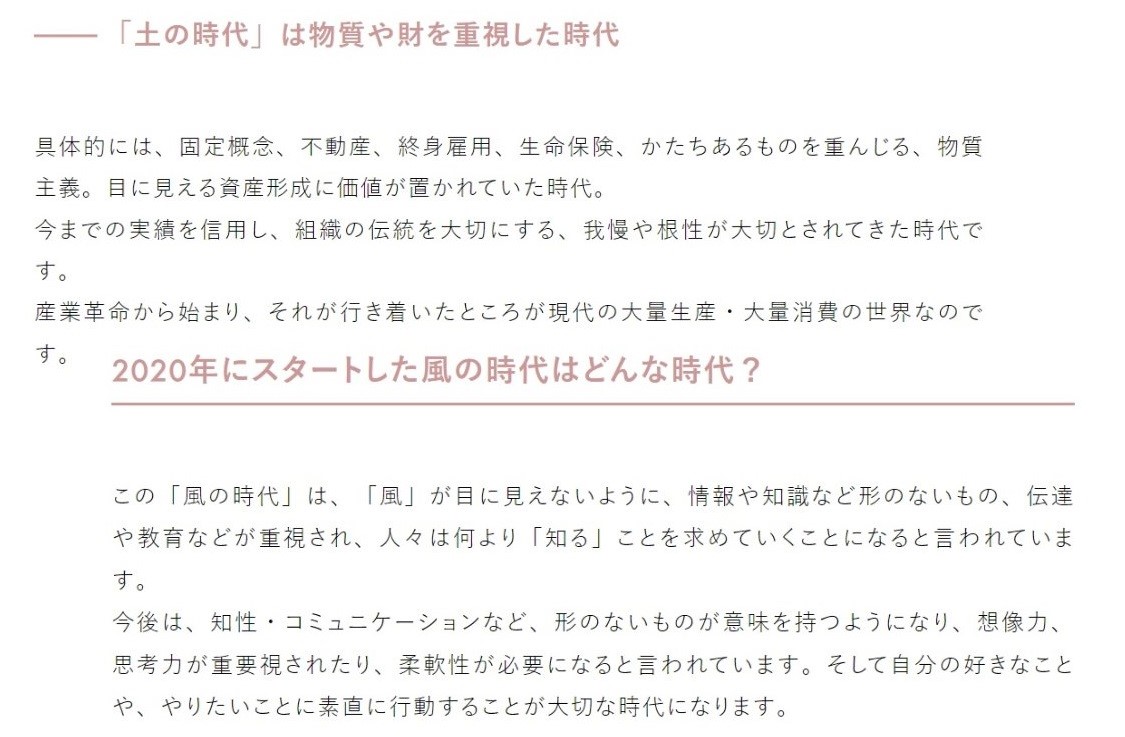 「土の時代」は物質や財を重視した時代
具体的には、固定概念、不動産、終身雇用、生命保険、かたちあるものを重んじる、物質
主義。目に見える資産形成に価値が置かれていた時代。
今までの実績を信用し、組織の伝統を大切にする、我慢や根性が大切とされてきた時代で
す。
産業革命から始まり、それが行き着いたところが現代の大量生産・大量消費の世界なので
す。
2020年にスタートした風の時代はどんな時代？
この「風の時代」は、「風」が目に見えないように、情報や知識など形のないもの、伝達
や教育などが重視され、人々は何より「知る」ことを求めていくことになると言われていま
す。
今後は、知性・コミュニケーションなど、形のないものが意味を持つようになり、想像力、
思考力が重要視されたり、柔軟性が必要になると言われています。そして自分の好きなこと
や、やりたいことに素直に行動することが大切な時代になります。